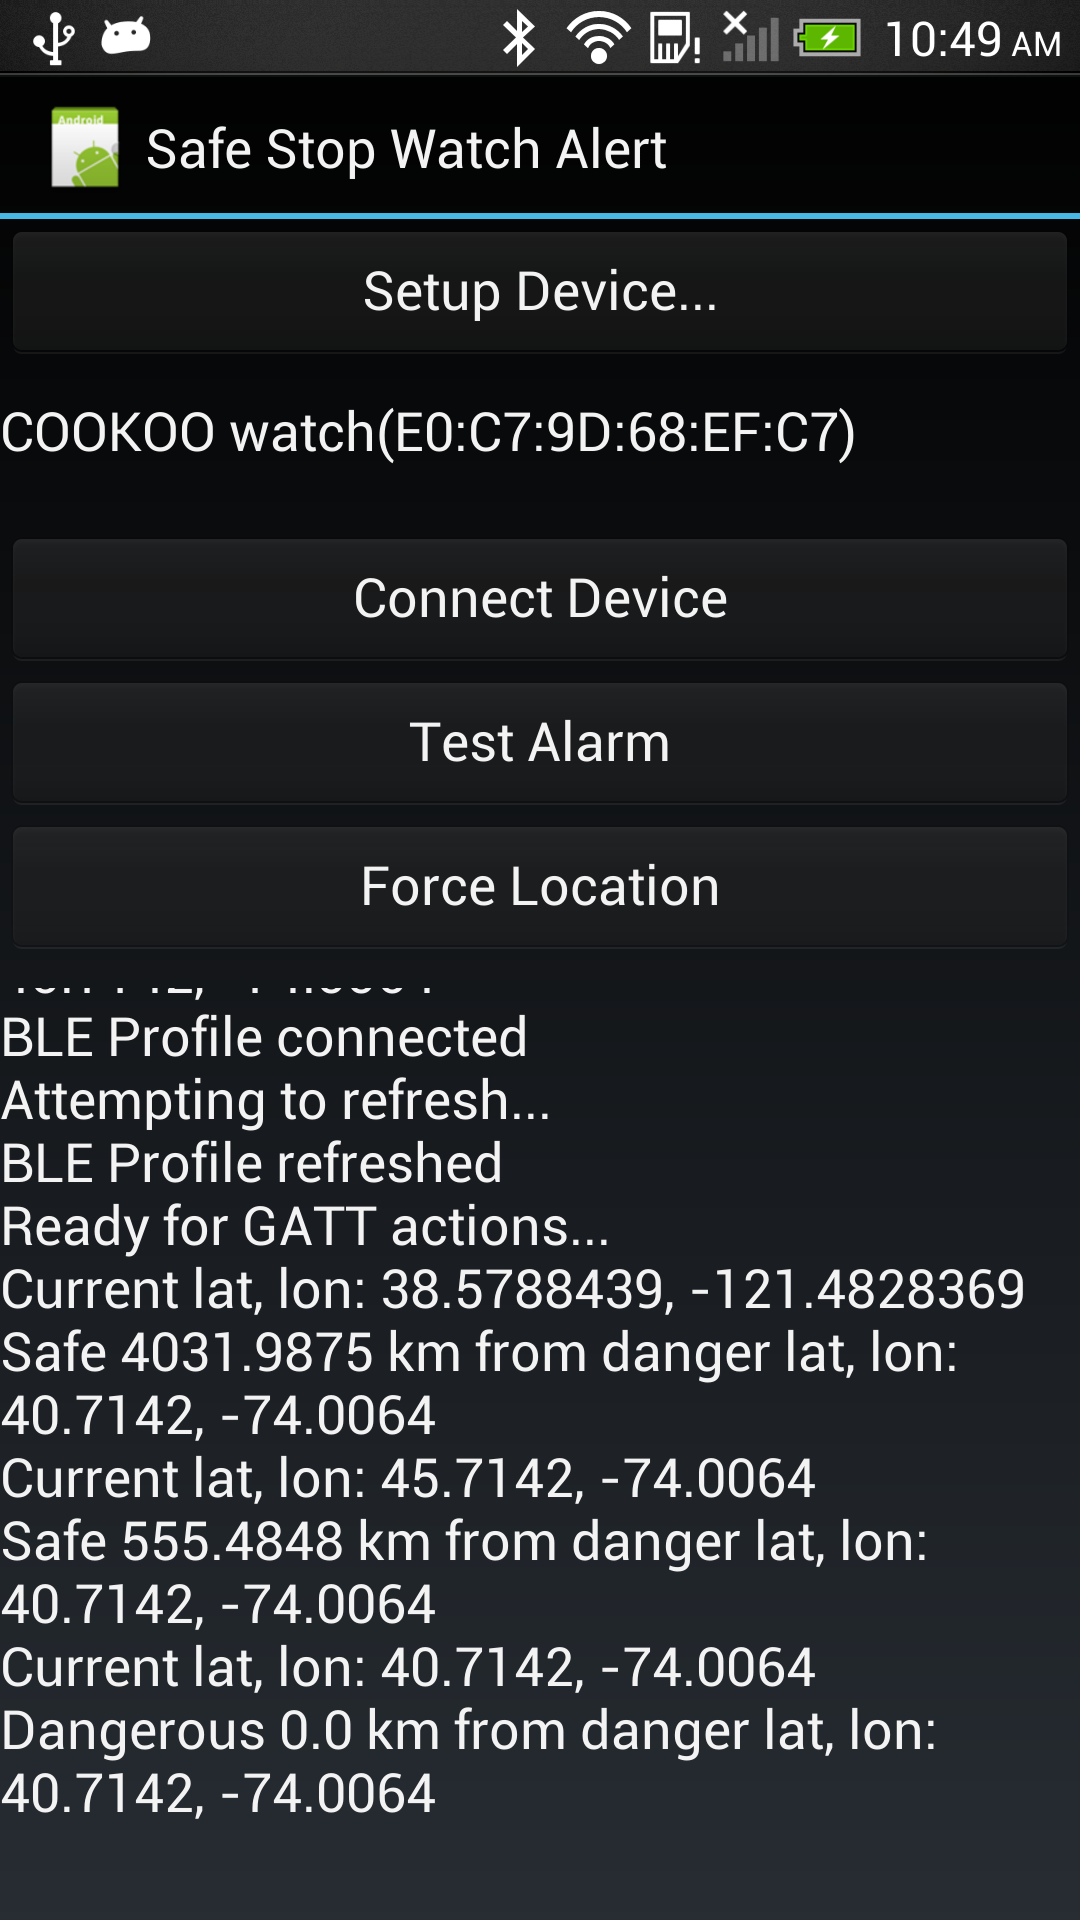 10:49 AM
Android
Safe Stop Watch Alert
Setup Device...
COOKOO watch(E0:C7:9D:68:EF:C7)
Connect Device
Test Alarm
Force Location
BLE Profile connected
Attempting to refresh...
BLE Profile refreshed
Ready for GATT actions...
Current lat, lon: 38.5788439, -121.4828369
Safe 4031.9875 km from danger lat, lon:
40.7142, -74.0064
Current lat, lon: 45.7142, -74.0064
Safe 555.4848 km from danger lat, lon:
40.7142, -74.0064
Current lat, lon: 40.7142, -74.0064
Dangerous 0.0 km from danger lat, lon:
40.7142, -74.0064